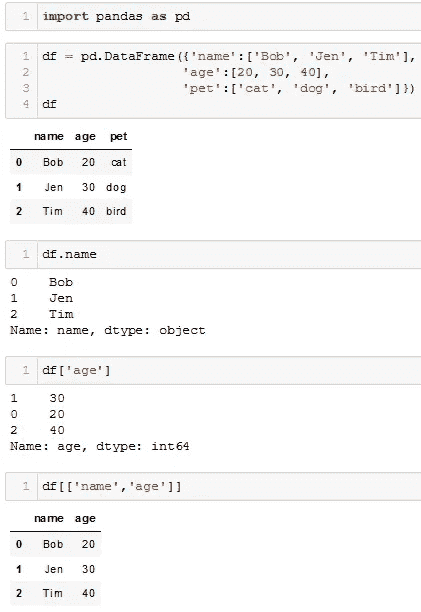 1 import pandas as pd
1 df = pd.DataFrame({'name':['Bob', 'Jen', 'Tim'],
2 'age':[20, 30, 40],
3 'pet':['cat', 'dog', 'bird']})
4 df
name age pet
0 Bob 20 cat
1 Jen 30 dog
2 Tim 40 bird
1 df.name
0 Bob
1 Jen
2 Tim
Name: name, dtype: object
1 df['age']
1 30
0 20
2 40
Name: age, dtype: int64
1 df[['name','age']]
name age
0 Bob 20
1 Jen 30
2 Tim 40